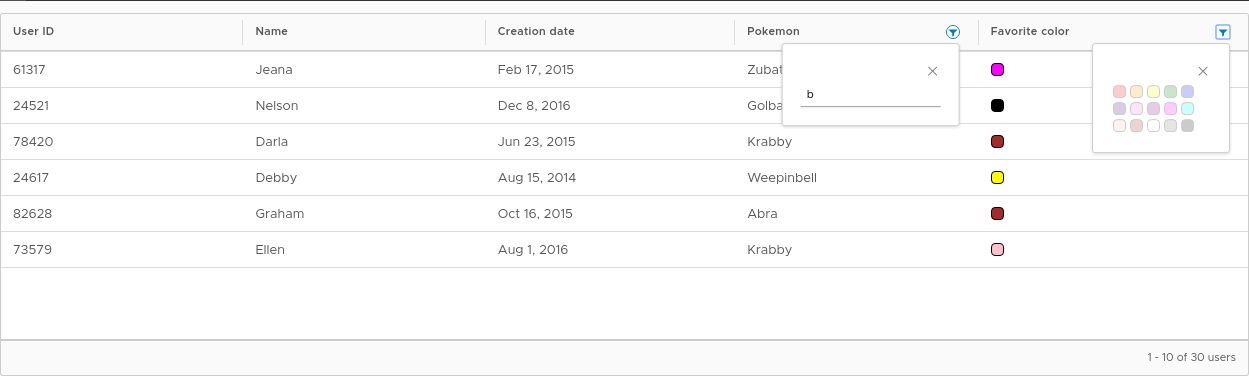 User ID Name Creation date Pokemon Favorite color
61317 Jeana Feb 17, 2015 Zubat
24521 Nelson Dec 8, 2016 Golba
b
78420 Darla Jun 23, 2015 Krabby
24617 Debby Aug 15, 2014 Weepinbell
82628 Graham Oct 16, 2015 Abra
73579 Ellen Aug 1, 2016 Krabby
1 - 10 of 30 users